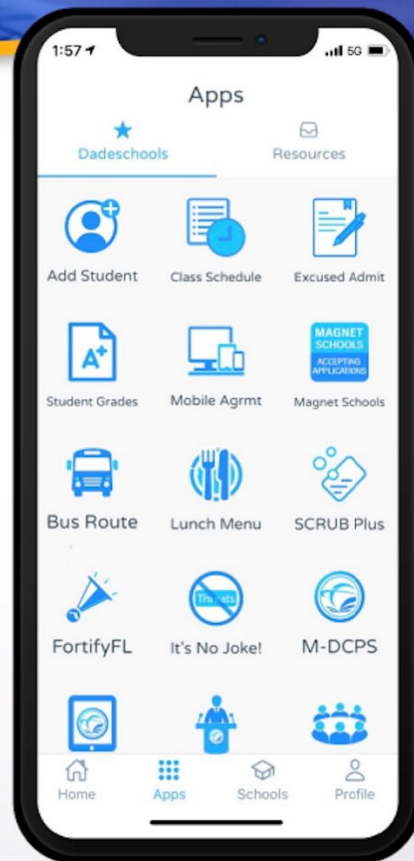 1:57
5G
Apps
Dadeschools
Resources
Add Student
Class Schedule
Excused Admit
A+
MAGNET
SCHOOLS
ACCEPTING
APPLICATIONS
Student Grades
Mobile Agrmt
Magnet Schools
Bus Route
Lunch Menu
SCRUB Plus
Threats
FortifyFL
It's No Joke!
M-DCPS
Home
Apps
Schools
Profile